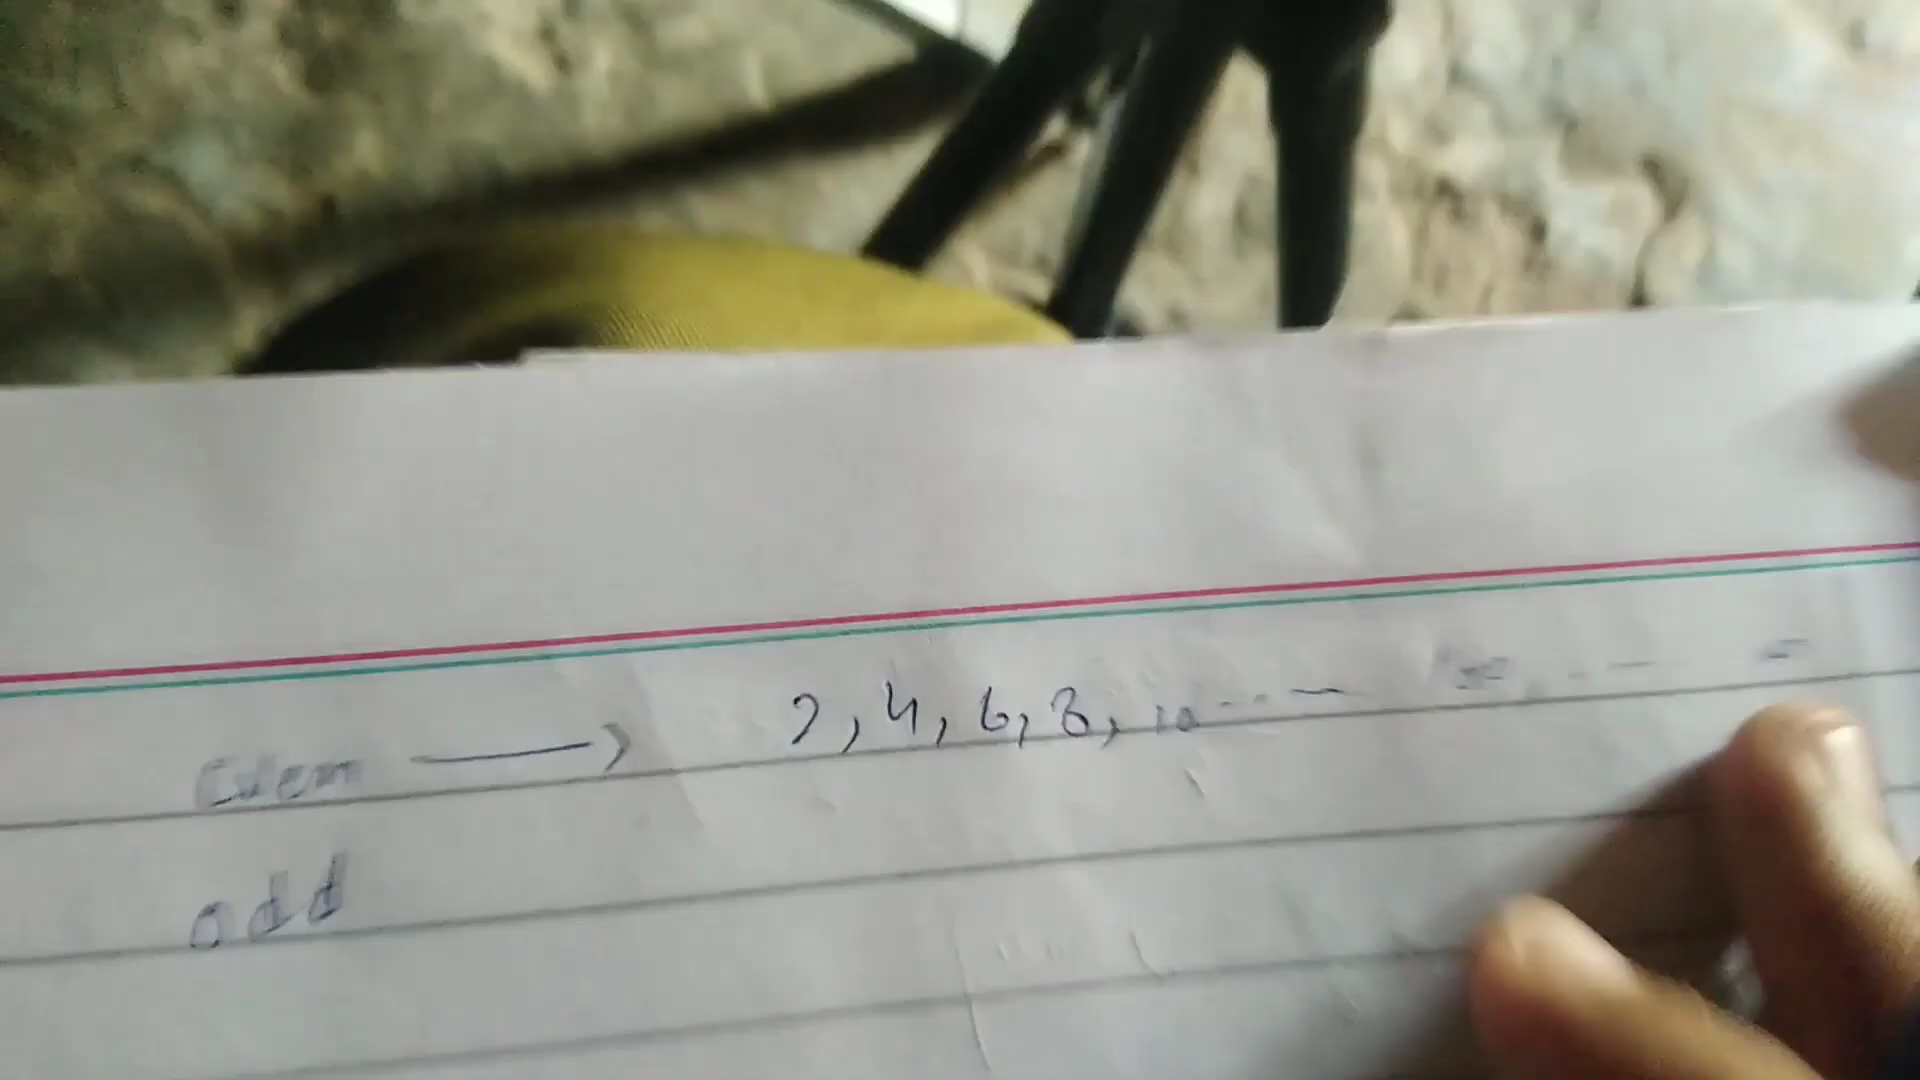 Even → 2, 4, 6, 8, 10 ... —
odd